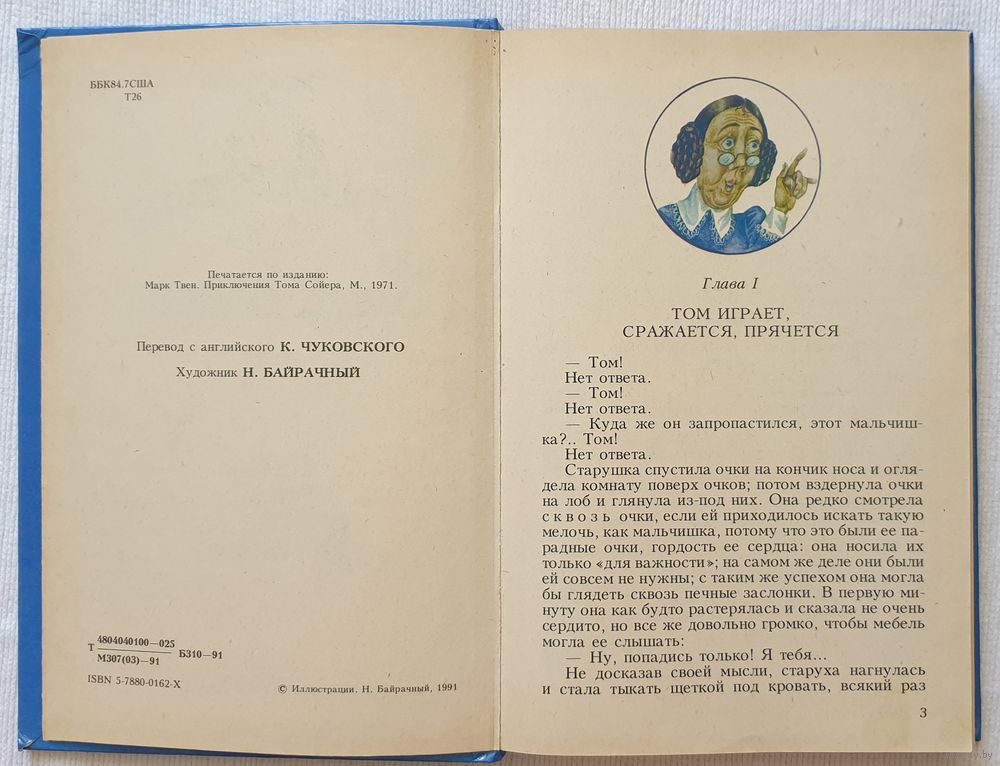 ББК84.7США
Т26
Печатается по изданию:
Марк Твен. Приключения Тома Сойера, М., 1971.
Перевод с английского К. ЧУКОВСКОГО
Художник Н. БАЙРАЧНЫЙ
Т 4804040100—025
М307(03)—91
Б310—91
ISBN 5-7880-0162-X
© Иллюстрации. Н. Байрачный, 1991
Глава I
ТОМ ИГРАЕТ,
СРАЖАЕТСЯ, ПРЯЧЕТСЯ
— Том!
Нет ответа.
— Том!
Нет ответа.
— Куда же он запропастился, этот мальчиш-
ка?.. Том!
Нет ответа.
Старушка спустила очки на кончик носа и огля-
дела комнату поверх очков; потом вздернула очки
на лоб и глянула из-под них. Она редко смотрела
сквозь очки, если ей приходилось искать такую
мелочь, как мальчишка, потому что это были ее па-
радные очки, гордость ее сердца: она носила их
только «для важности»; на самом же деле они были
ей совсем не нужны; с таким же успехом она могла
бы глядеть сквозь печные заслонки. В первую ми-
нуту она как будто растерялась и сказала не очень
сердито, но все же довольно громко, чтобы мебель
могла ее слышать:
— Ну, попадись только! Я тебя...
Не досказав своей мысли, старуха нагнулась
и стала тыкать щеткой под кровать, всякий раз
3